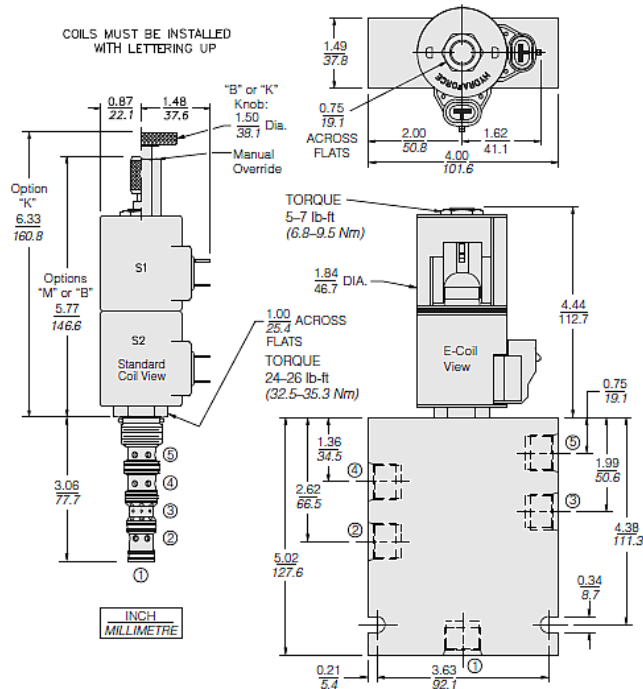 COILS MUST BE INSTALLED
WITH LETTERING UP
0.87
22.1
1.48
37.6
"B" or "K"
Knob:
1.50
38.1
Dia.
Manual
Override
Option
"K"
6.33
160.8
Options
"M" or "B"
5.77
146.6
S1
S2
Standard
Coil View
1.00
25.4
ACROSS
FLATS
TORQUE
24–26 lb-ft
(32.5–35.3 Nm)
3.06
77.7
⑤
④
③
②
①
INCH
MILLIMETRE
1.49
37.8
HYDRAFORCE
0.75
19.1
ACROSS
FLATS
2.00
50.8
1.62
41.1
4.00
101.6
TORQUE
5–7 lb-ft
(6.8–9.5 Nm)
1.84
46.7
DIA.
E-Coil
View
4.44
112.7
0.75
19.1
1.36
34.5
⑤
④
1.99
50.6
2.62
66.5
③
②
4.38
111.3
5.02
127.6
0.34
8.7
①
0.21
5.4
3.63
92.1